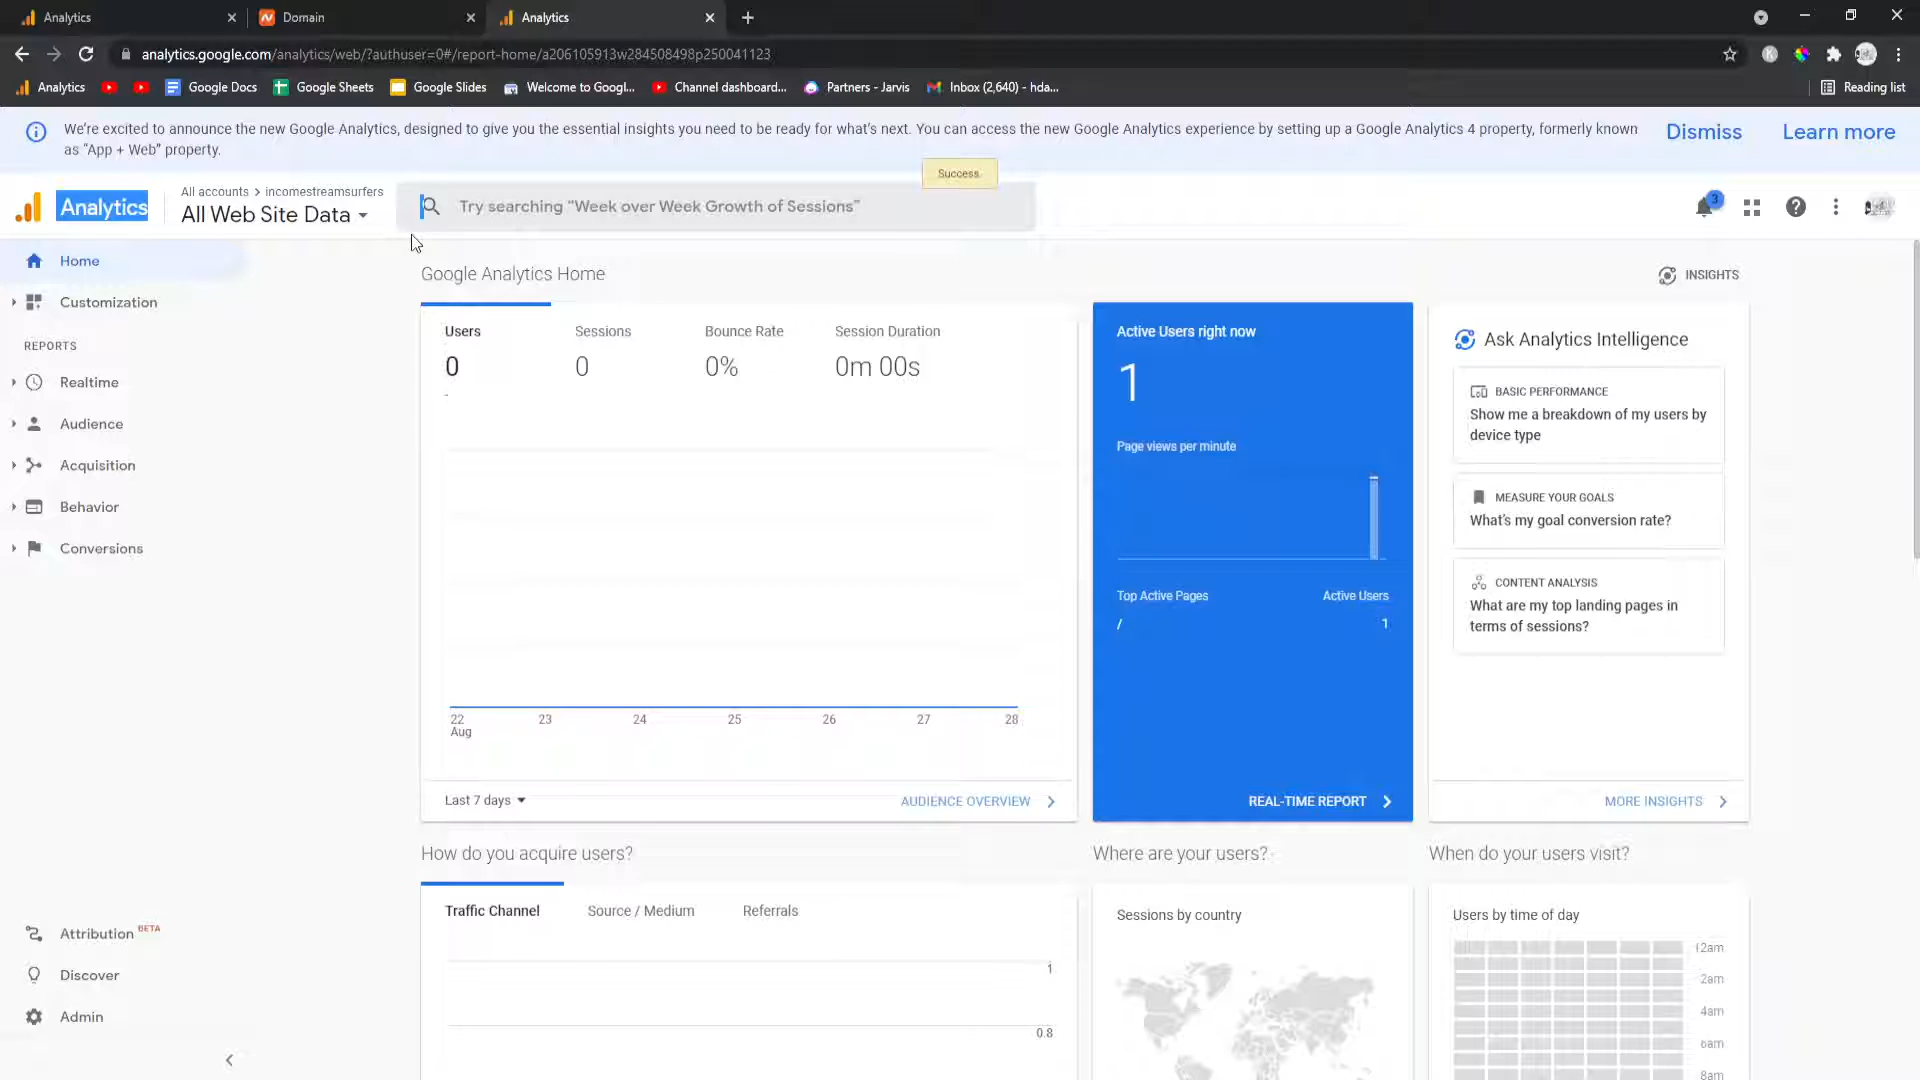 Analytics
Domain
Analytics
analytics.google.com/analytics/web/?authuser=0#/report-home/a206105913w284508498p250041123
Analytics
Google Docs
Google Sheets
Google Slides
Welcome to Googl...
Channel dashboard...
Partners - Jarvis
Inbox (2,640) - hda...
Reading list
We're excited to announce the new Google Analytics, designed to give you the essential insights you need to be ready for what's next. You can access the new Google Analytics experience by setting up a Google Analytics 4 property, formerly known
as "App + Web" property.
Dismiss
Learn more
Success.
Analytics
All accounts > incomestreamsurfers
All Web Site Data
Try searching "Week over Week Growth of Sessions"
3
Home
Customization
REPORTS
Realtime
Audience
Acquisition
Behavior
Conversions
Attribution BETA
Discover
Admin
Google Analytics Home
INSIGHTS
Users
Sessions
Bounce Rate
Session Duration
0
0
0%
0m 00s
-
22
Aug
23
24
25
26
27
28
Last 7 days
AUDIENCE OVERVIEW
Active Users right now
1
Page views per minute
Top Active Pages
Active Users
/
1
REAL-TIME REPORT
Ask Analytics Intelligence
BASIC PERFORMANCE
Show me a breakdown of my users by
device type
MEASURE YOUR GOALS
What's my goal conversion rate?
CONTENT ANALYSIS
What are my top landing pages in
terms of sessions?
MORE INSIGHTS
How do you acquire users?
Traffic Channel
Source / Medium
Referrals
1
0.8
Where are your users?
Sessions by country
When do your users visit?
Users by time of day
12am
2am
4am
6am
8am